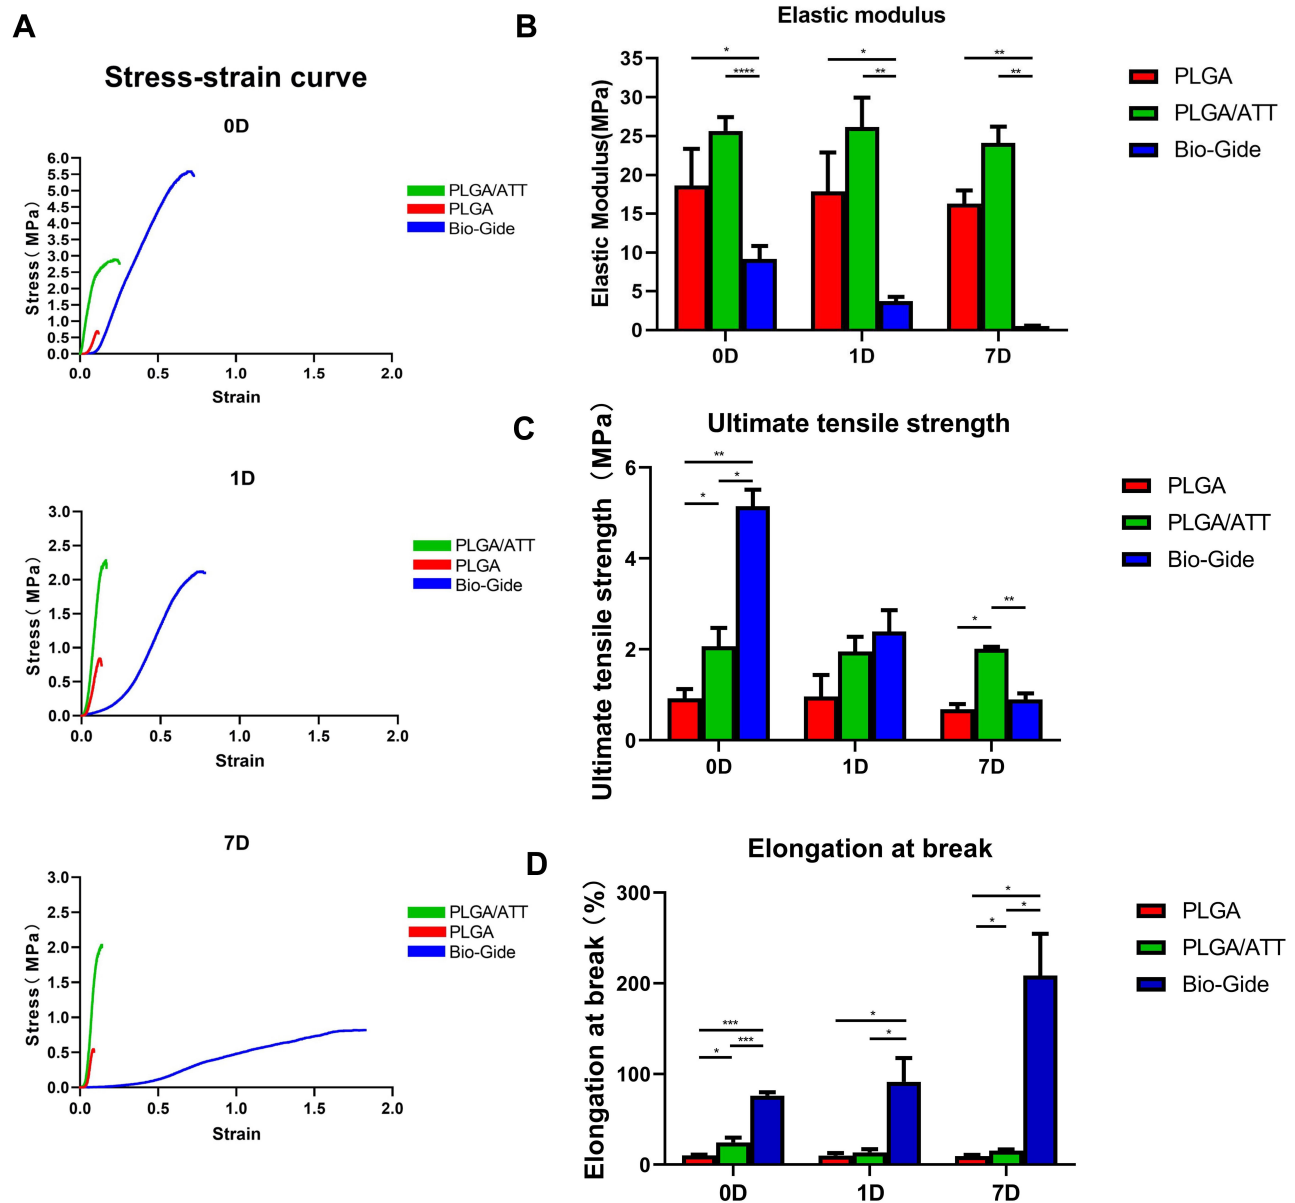 A
Stress-strain curve
0D
6.0
5.5
5.0
4.5
4.0
3.5
3.0
2.5
2.0
1.5
1.0
0.5
0.0
Stress（ MPa）
0.0 0.5 1.0 1.5 2.0
Strain
PLGA/ATT
PLGA
Bio-Gide
1D
3.0
2.5
2.0
1.5
1.0
0.5
0.0
Stress（ MPa）
0.0 0.5 1.0 1.5 2.0
Strain
PLGA/ATT
PLGA
Bio-Gide
7D
3.0
2.5
2.0
1.5
1.0
0.5
0.0
Stress（ MPa）
0.0 0.5 1.0 1.5 2.0
Strain
PLGA/ATT
PLGA
Bio-Gide
B
Elastic modulus
35
30
25
20
15
10
5
0
Elastic Modulus(MPa)
* ****
* **
** **
0D 1D 7D
PLGA
PLGA/ATT
Bio-Gide
C
Ultimate tensile strength
6
4
2
0
Ultimate tensile strength（MPa）
** * *
* **
0D 1D 7D
PLGA
PLGA/ATT
Bio-Gide
D
Elongation at break
300
200
100
0
Elongation at break（%）
*** *** *
* *
* * *
0D 1D 7D
PLGA
PLGA/ATT
Bio-Gide